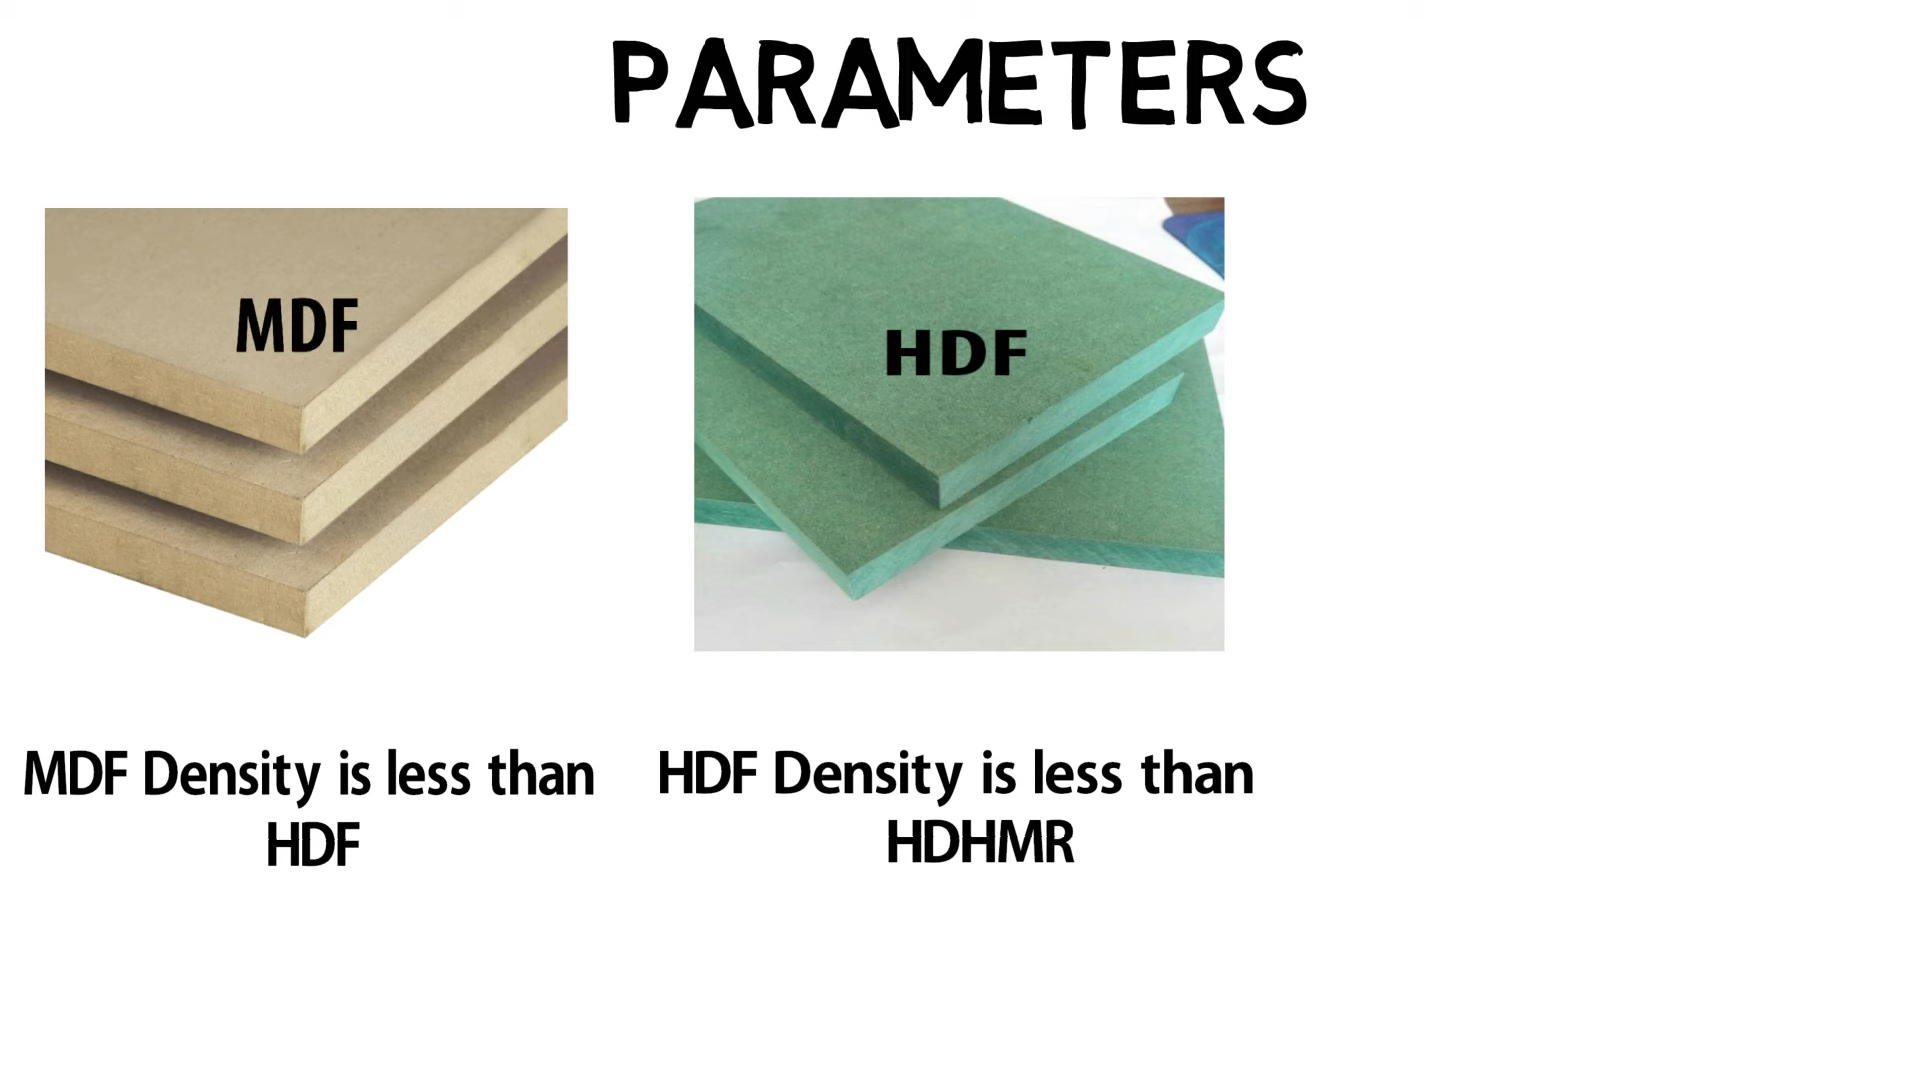 PARAMETERS
MDF
HDF
MDF Density is less than
HDF
HDF Density is less than
HDHMR